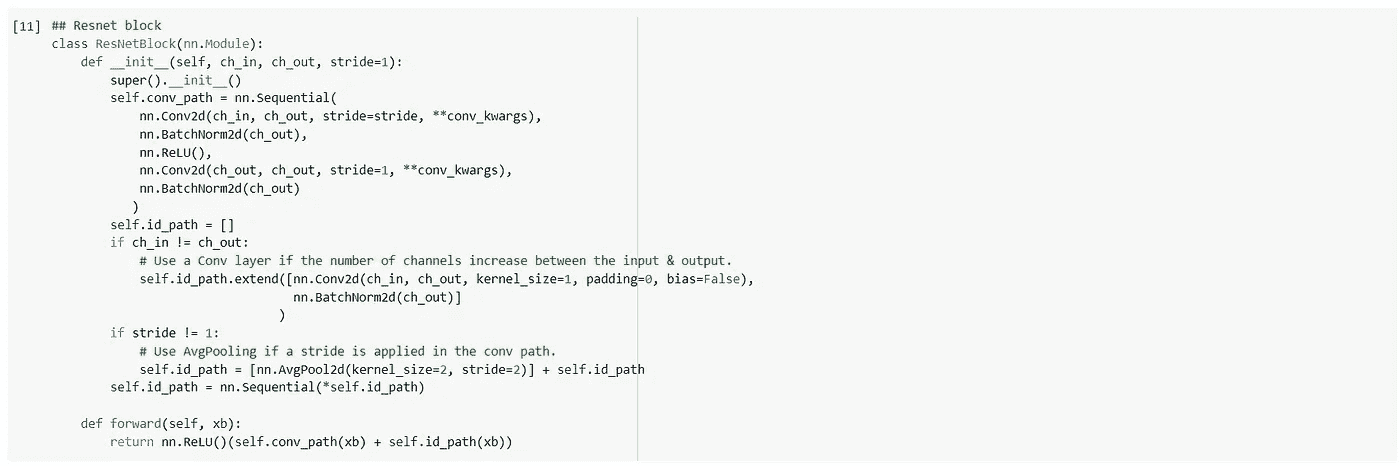 [11] ## Resnet block
class ResNetBlock(nn.Module):
    def __init__(self, ch_in, ch_out, stride=1):
        super().__init__()
        self.conv_path = nn.Sequential(
            nn.Conv2d(ch_in, ch_out, stride=stride, **conv_kwargs),
            nn.BatchNorm2d(ch_out),
            nn.ReLU(),
            nn.Conv2d(ch_out, ch_out, stride=1, **conv_kwargs),
            nn.BatchNorm2d(ch_out)
           )
        self.id_path = []
        if ch_in != ch_out:
            # Use a Conv layer if the number of channels increase between the input & output.
            self.id_path.extend([nn.Conv2d(ch_in, ch_out, kernel_size=1, padding=0, bias=False),
                                 nn.BatchNorm2d(ch_out)]
                               )
        if stride != 1:
            # Use AvgPooling if a stride is applied in the conv path.
            self.id_path = [nn.AvgPool2d(kernel_size=2, stride=2)] + self.id_path
        self.id_path = nn.Sequential(*self.id_path)

    def forward(self, xb):
        return nn.ReLU()(self.conv_path(xb) + self.id_path(xb))